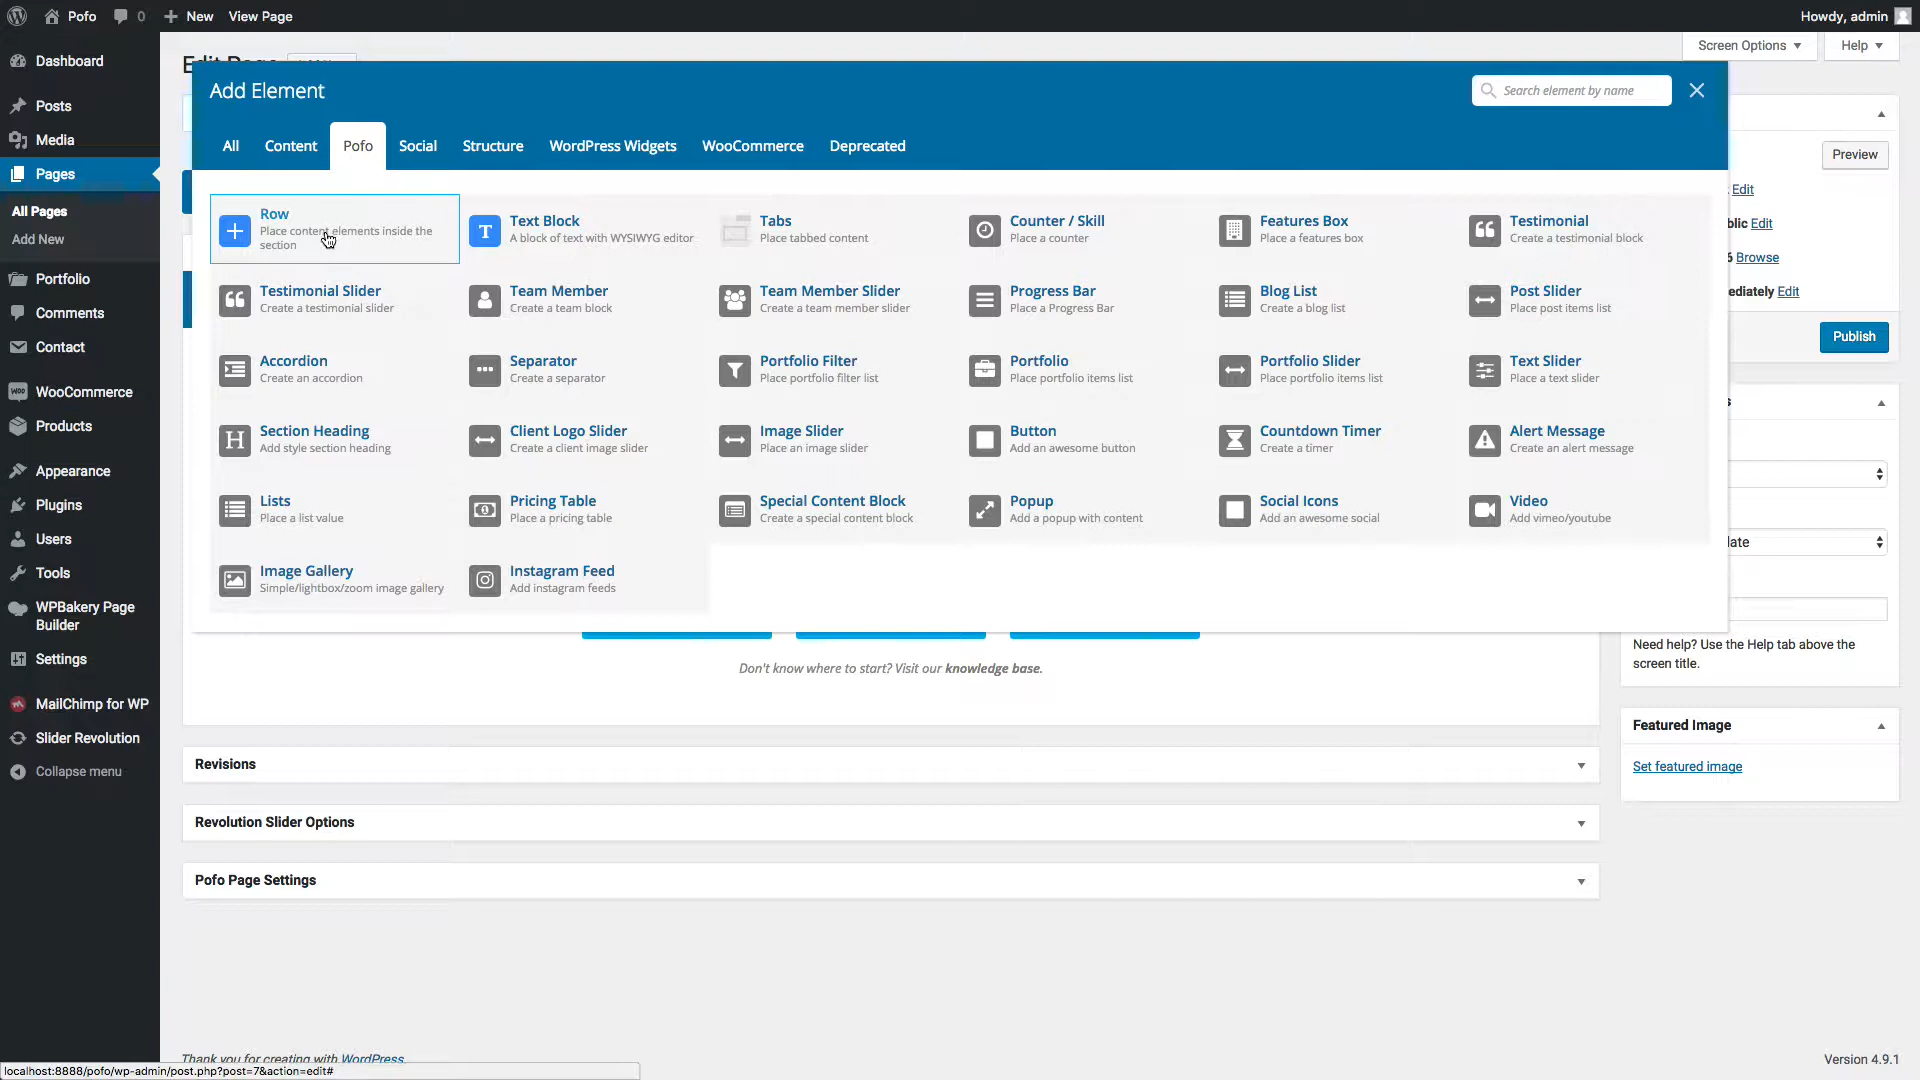 Pofo
0
New
View Page
Howdy, admin
Dashboard
Posts
Media
Pages
All Pages
Add New
Portfolio
Comments
Contact
WooCommerce
Products
Appearance
Plugins
Users
Tools
WPBakery Page
Builder
Settings
MailChimp for WP
Slider Revolution
Collapse menu
Screen Options
Help
Add Element
Search element by name
All
Content
Pofo
Social
Structure
WordPress Widgets
WooCommerce
Deprecated
Row
Place content elements inside the
section
Text Block
A block of text with WYSIWYG editor
Tabs
Place tabbed content
Counter / Skill
Place a counter
Features Box
Place a features box
Testimonial
Create a testimonial block
Testimonial Slider
Create a testimonial slider
Team Member
Create a team block
Team Member Slider
Create a team member slider
Progress Bar
Place a Progress Bar
Blog List
Create a blog list
Post Slider
Place post items list
Accordion
Create an accordion
Separator
Create a separator
Portfolio Filter
Place portfolio filter list
Portfolio
Place portfolio items list
Portfolio Slider
Place portfolio items list
Text Slider
Place a text slider
Section Heading
Add style section heading
Client Logo Slider
Create a client image slider
Image Slider
Place an image slider
Button
Add an awesome button
Countdown Timer
Create a timer
Alert Message
Create an alert message
Lists
Place a list value
Pricing Table
Place a pricing table
Special Content Block
Create a special content block
Popup
Add a popup with content
Social Icons
Add an awesome social
Video
Add vimeo/youtube
Image Gallery
Simple/lightbox/zoom image gallery
Instagram Feed
Add instagram feeds
Preview
Edit
blic Edit
6 Browse
ediately Edit
Publish
late
Need help? Use the Help tab above the
screen title.
Featured Image
Set featured image
Don't know where to start? Visit our knowledge base.
Revisions
Revolution Slider Options
Pofo Page Settings
Thank you for creating with WordPress.
Version 4.9.1
localhost:8888/pofo/wp-admin/post.php?post=7&action=edit#